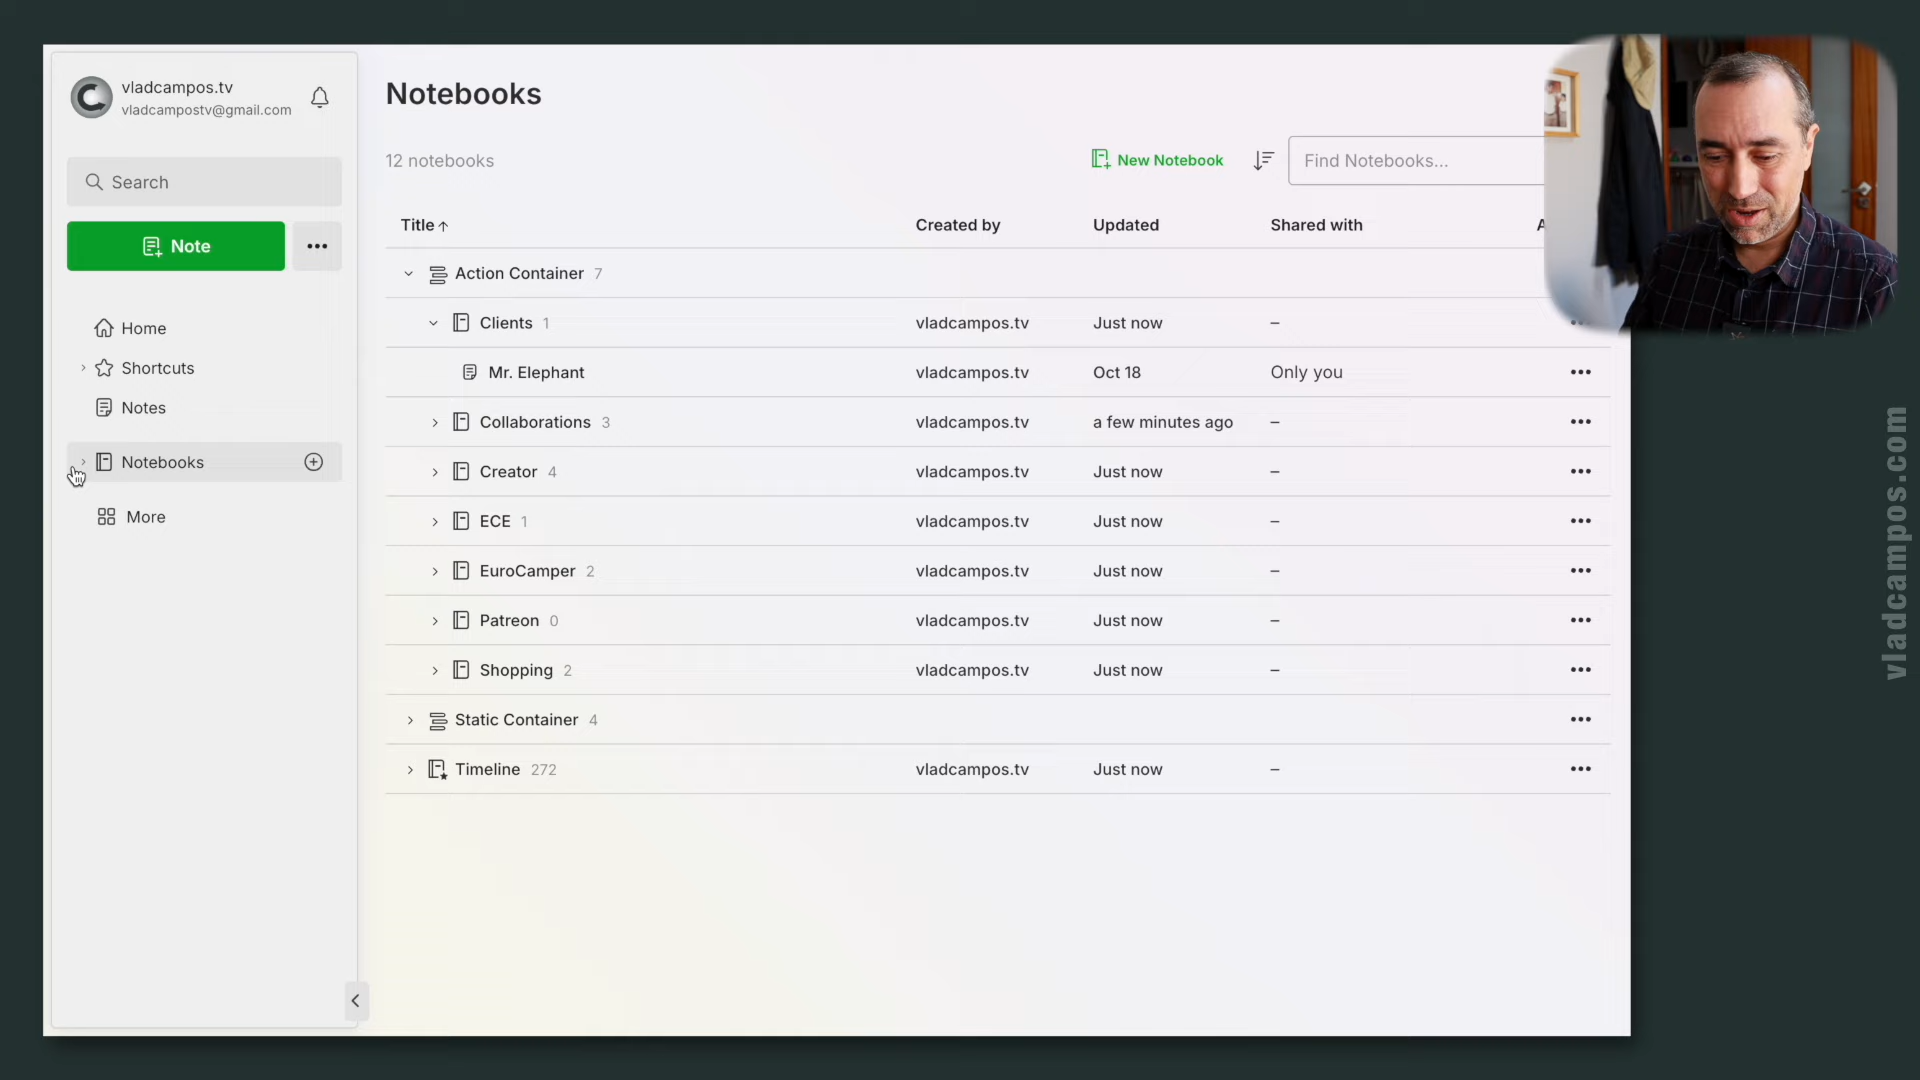 vladcampos.tv
vladcampostv@gmail.com
Search
Note
Home
Shortcuts
Notes
Notebooks
More
Notebooks
12 notebooks
New Notebook
Find Notebooks...
Title Created by Updated Shared with A
Action Container 7
Clients 1 vladcampos.tv Just now –
Mr. Elephant vladcampos.tv Oct 18 Only you
Collaborations 3 vladcampos.tv a few minutes ago –
Creator 4 vladcampos.tv Just now –
ECE 1 vladcampos.tv Just now –
EuroCamper 2 vladcampos.tv Just now –
Patreon 0 vladcampos.tv Just now –
Shopping 2 vladcampos.tv Just now –
Static Container 4
Timeline 272 vladcampos.tv Just now –
vladcampos.com